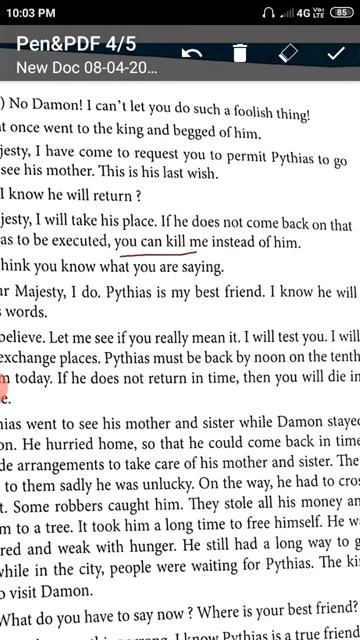 10:03 PM 4G Vo) LTE 85
Pen&PDF 4/5
New Doc 08-04-20...
) No Damon! I can't let you do such a foolish thing!
t once went to the king and begged of him.
jesty, I have come to request you to permit Pythias to go
see his mother. This is his last wish.
I know he will return ?
jesty, I will take his place. If he does not come back on that
as to be executed, you can kill me instead of him.
hink you know what you are saying.
ur Majesty, I do. Pythias is my best friend. I know he will
s words.
believe. Let me see if you really mean it. I will test you. I will
exchange places. Pythias must be back by noon on the tenth
m today. If he does not return in time, then you will die in
e.
hias went to see his mother and sister while Damon stayed
on. He hurried home, so that he could come back in time
de arrangements to take care of his mother and sister. The
to them sadly he was unlucky. On the way, he had to cros
t. Some robbers caught him. They stole all his money an
m to a tree. It took him a long time to free himself. He w
red and weak with hunger. He still had a long way to g
while in the city, people were waiting for Pythias. The ki
o visit Damon.
What do you have to say now ? Where is your best friend?
I know Pythias is a true friend